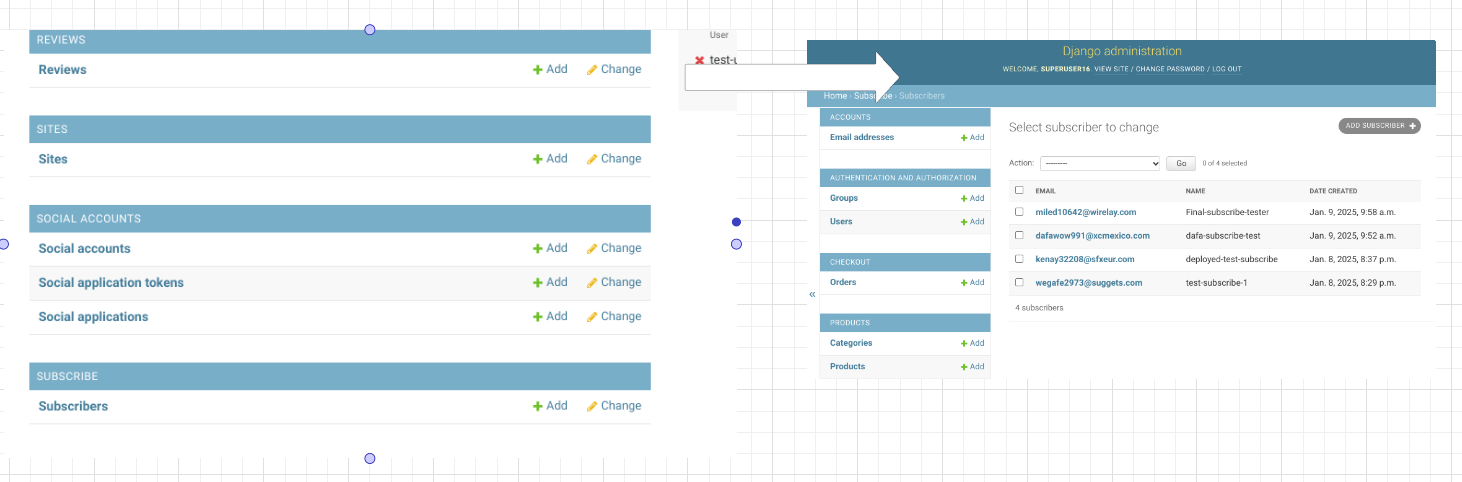 REVIEWS
Reviews Add Change
SITES
Sites Add Change
SOCIAL ACCOUNTS
Social accounts Add Change
Social application tokens Add Change
Social applications Add Change
SUBSCRIBE
Subscribers Add Change
User
test-
Django administration
WELCOME, SUPERUSER16 VIEW SITE / CHANGE PASSWORD / LOG OUT
Home › Subscribe › Subscribers
ACCOUNTS
Email addresses Add
AUTHENTICATION AND AUTHORIZATION
Groups Add
Users Add
CHECKOUT
Orders Add
«
PRODUCTS
Categories Add
Products Add
Select subscriber to change
ADD SUBSCRIBER
Action: --------- Go 0 of 4 selected
EMAIL NAME DATE CREATED
miled10642@wirelay.com Final-subscribe-tester Jan. 9, 2025, 9:58 a.m.
dafawow991@xcmexico.com dafa-subscribe-test Jan. 9, 2025, 9:52 a.m.
kenay32208@sfxeur.com deployed-test-subscribe Jan. 8, 2025, 8:37 p.m.
wegafe2973@suggets.com test-subscribe-1 Jan. 8, 2025, 8:29 p.m.
4 subscribers